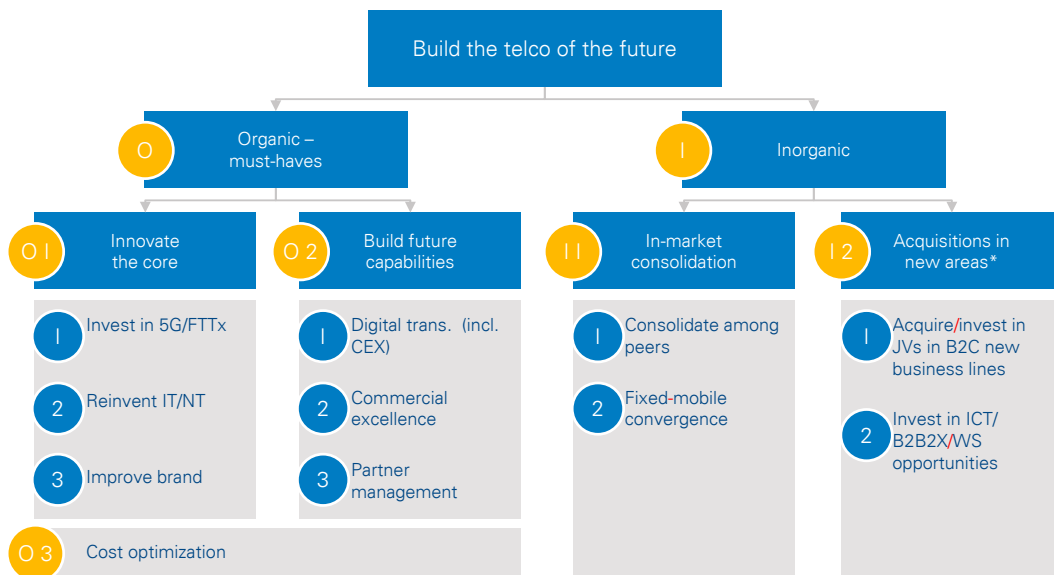 Build the telco of the future
O
Organic –
must-haves
I
Inorganic
O 1
Innovate
the core
O 2
Build future
capabilities
I 1
In-market
consolidation
I 2
Acquisitions in
new areas*
1
Invest in 5G/FTTx
2
Reinvent IT/NT
3
Improve brand
1
Digital trans. (incl.
CEX)
2
Commercial
excellence
3
Partner
management
1
Consolidate among
peers
2
Fixed-mobile
convergence
1
Acquire/invest in
JVs in B2C new
business lines
2
Invest in ICT/
B2B2X/WS
opportunities
O 3
Cost optimization